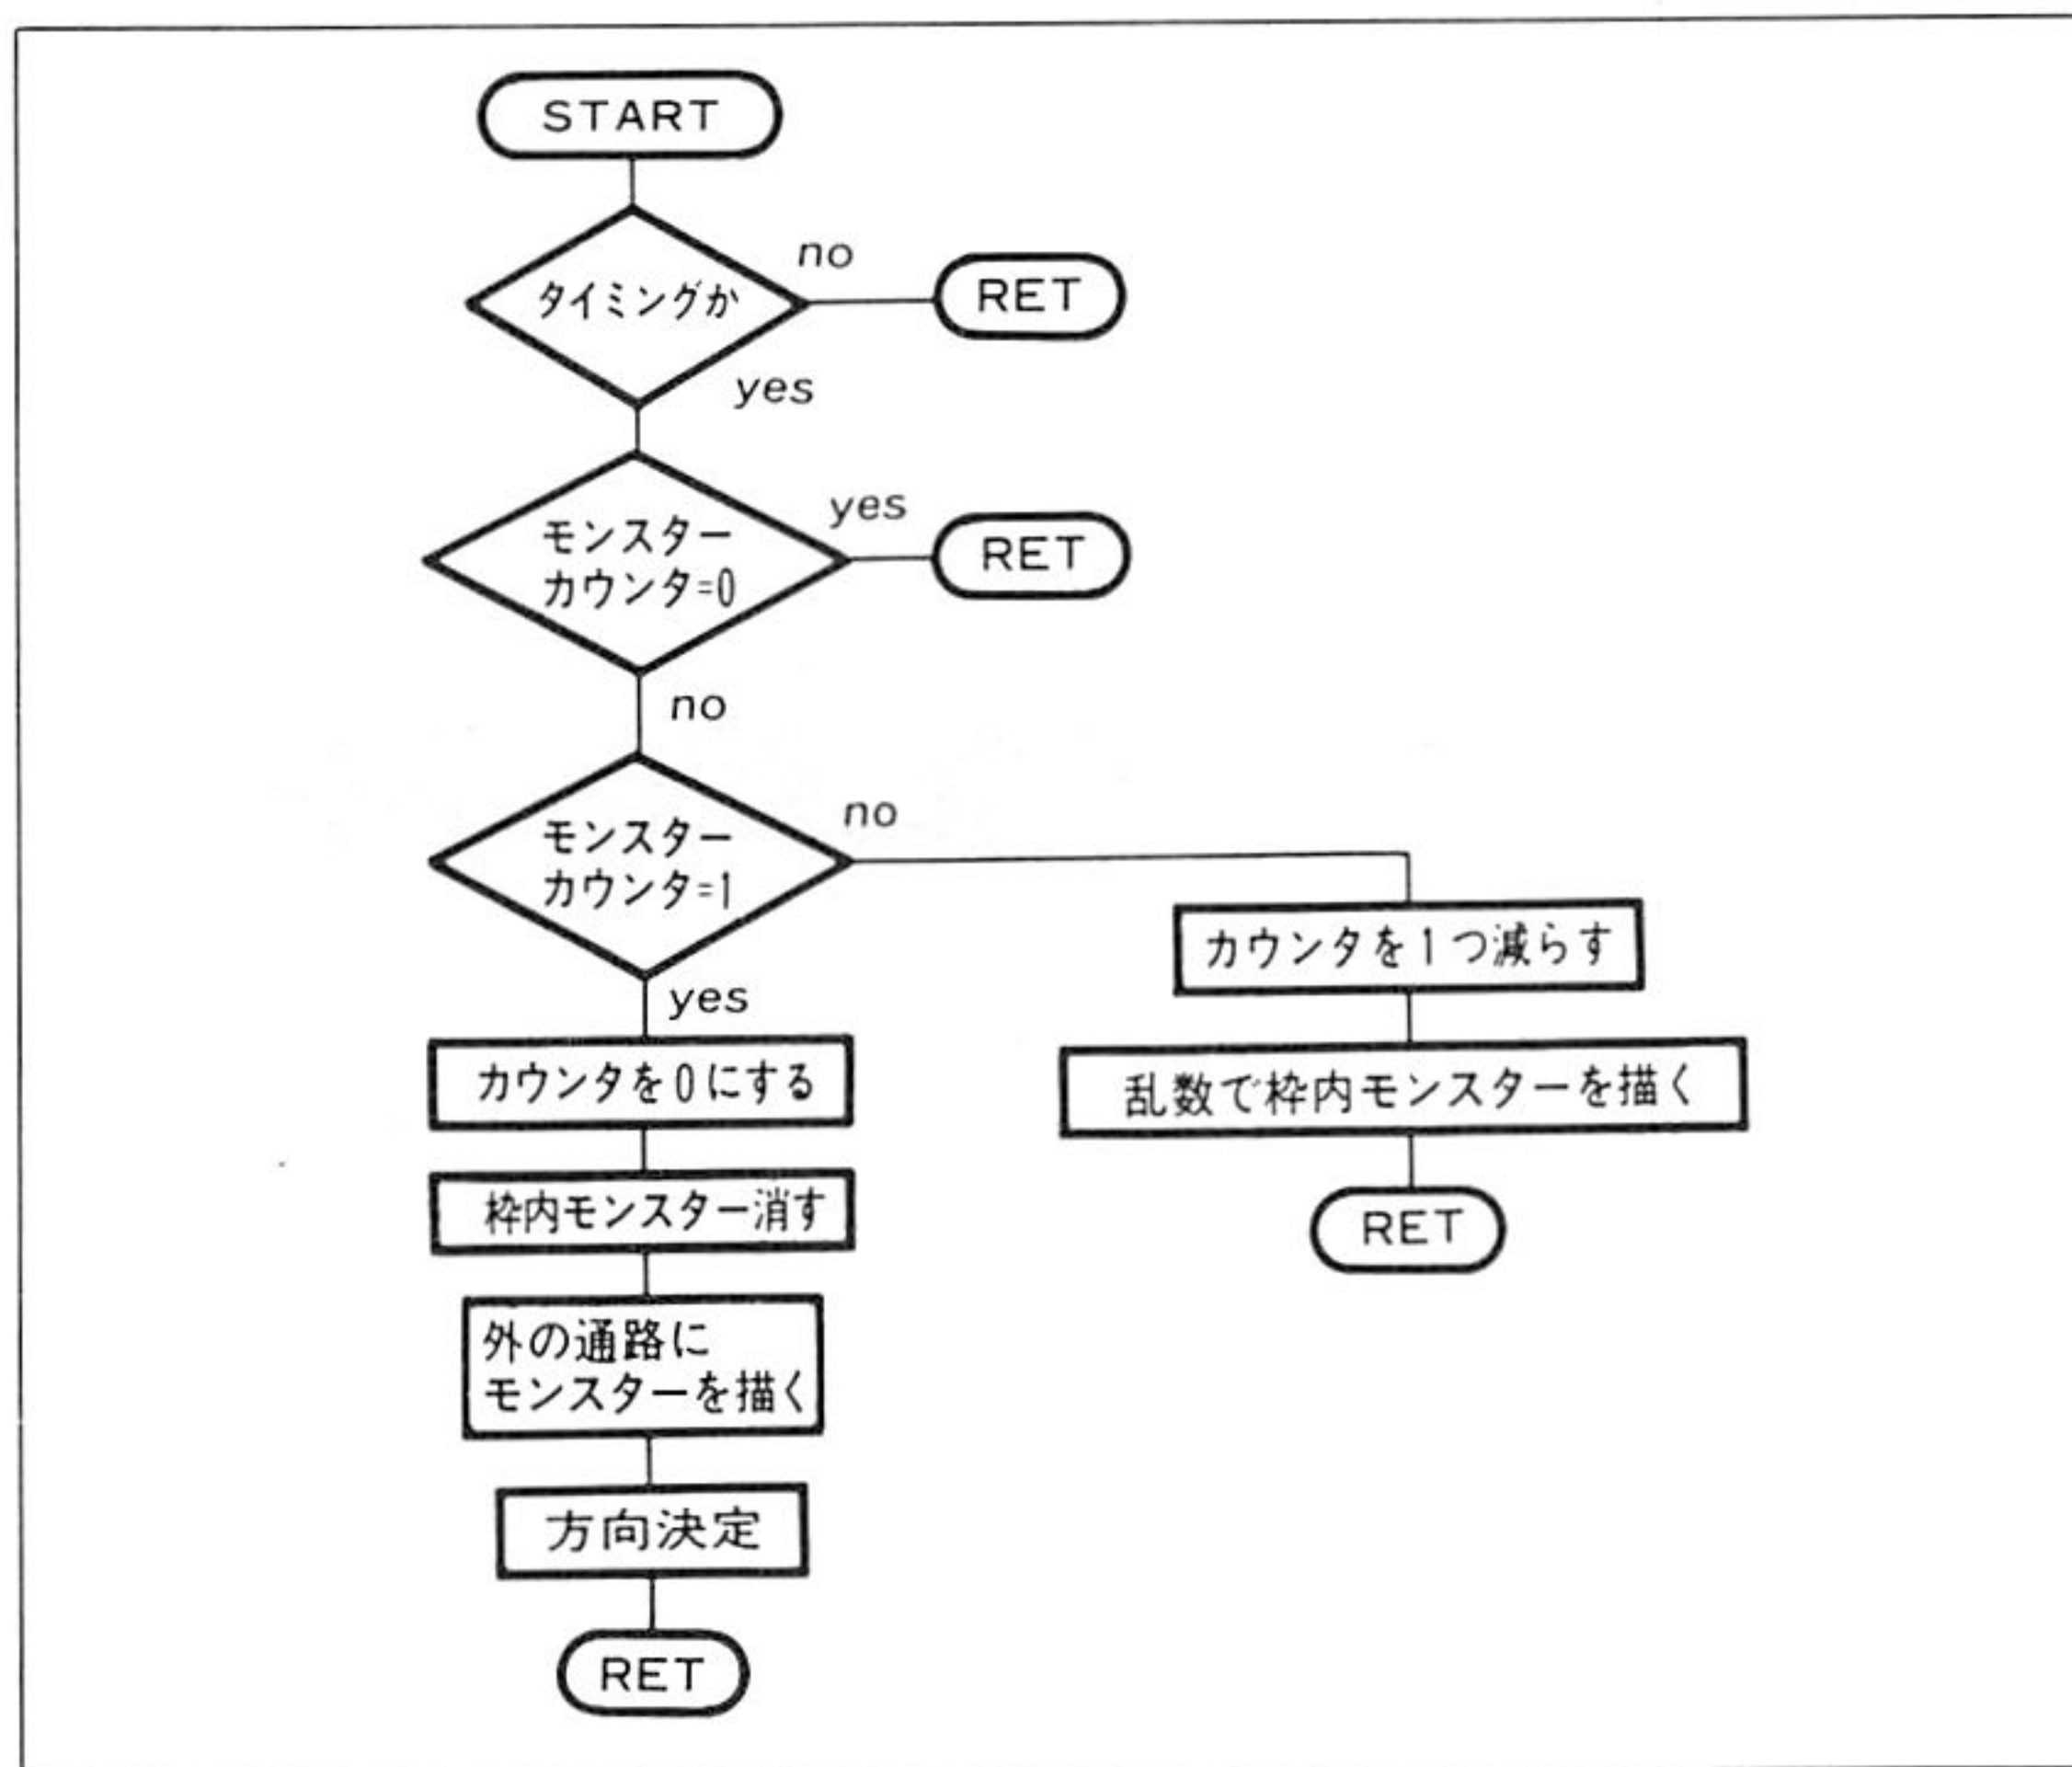 START
タイミングか
no
RET
yes
モンスター
カウンタ=0
yes
RET
no
モンスター
カウンタ=1
no
yes
カウンタを1つ減らす
乱数で枠内モンスターを描く
RET
カウンタを0にする
枠内モンスター消す
外の通路に
モンスターを描く
方向決定
RET